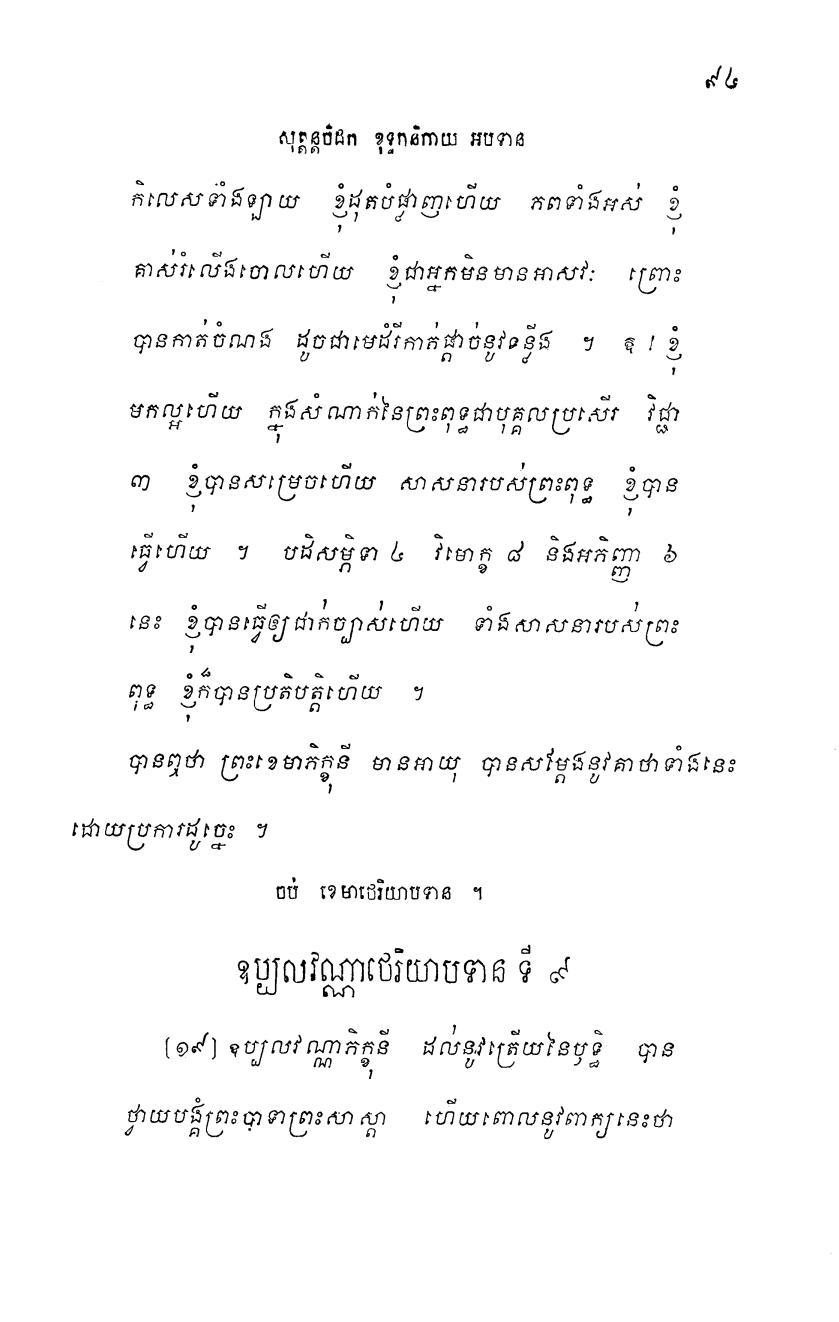 ៩៤
សុត្តន្តបិដក ខុទ្ទកនិកាយ អបទាន
កិលេសទាំងឡាយ ខ្ញុំដុតបំផ្លាញហើយ ភពទាំងអស់ ខ្ញុំ
គាស់រំលើងចោលហើយ ខ្ញុំជាអ្នកមិនមានអាសវៈ ព្រោះ
បានកាត់ចំណង ដូចជាមេដំរីកាត់ផ្តាច់នូវទន្លីង ។ ឱ ! ខ្ញុំ
មកល្អហើយ ក្នុងសំណាក់នៃព្រះពុទ្ធជាបុគ្គលប្រសើរ វិជ្ជា
៣ ខ្ញុំបានសម្រេចហើយ សាសនារបស់ព្រះពុទ្ធ ខ្ញុំបាន
ធ្វើហើយ ។ បដិសម្ភិទា ៤ វិមោក្ខ ៨ និងអភិញ្ញា ៦
នេះ ខ្ញុំបានធ្វើឲ្យជាក់ច្បាស់ហើយ ទាំងសាសនារបស់ព្រះ
ពុទ្ធ ខ្ញុំក៏បានប្រតិបត្តិហើយ ។
បានឮថា ព្រះខេមាភិក្ខុនី មានអាយុ បានសម្តែងនូវគាថាទាំងនេះ
ដោយប្រការដូច្នេះ ។
ចប់ ខេមាថេរិយាបទាន ។
ឧប្បលវណ្ណាថេរិយាបទាន ទី ៩
[១៩] ឧប្បលវណ្ណាភិក្ខុនី ដល់នូវត្រើយនៃឫទ្ធិ បាន
ថ្វាយបង្គំព្រះបាទាព្រះសាស្តា ហើយពោលនូវពាក្យនេះថា